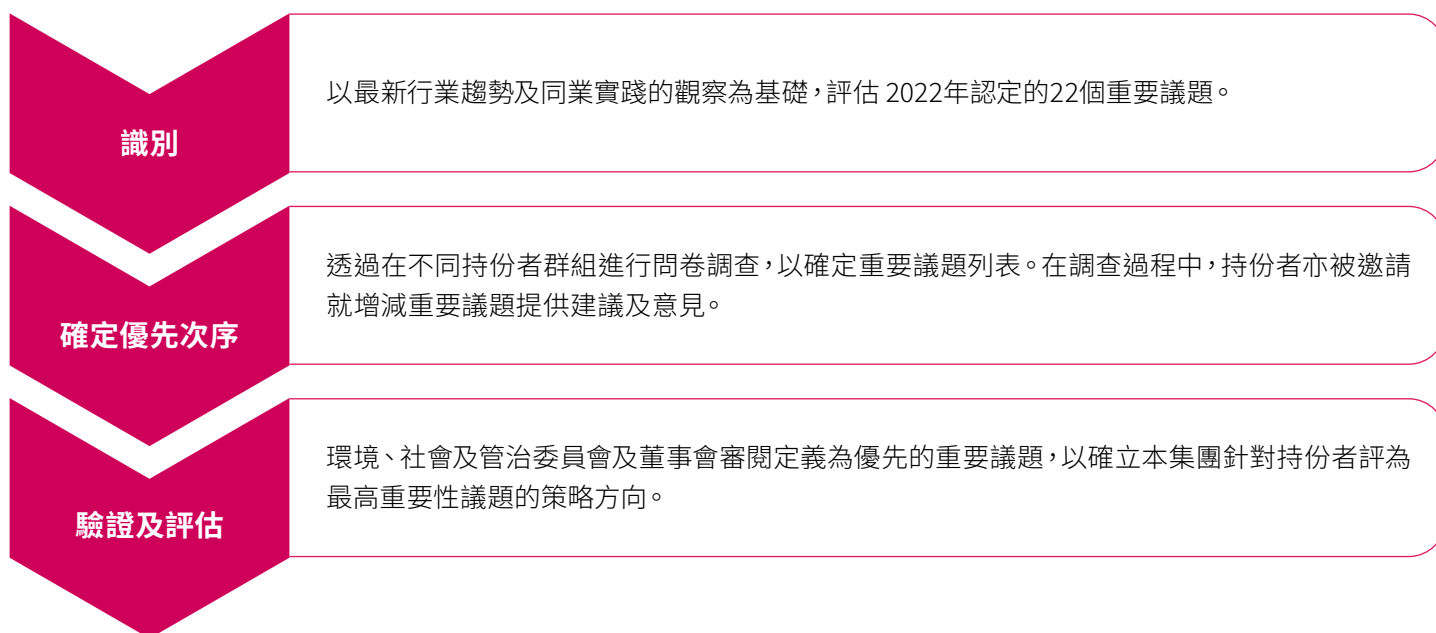 識別
以最新行業趨勢及同業實踐的觀察為基礎,評估 2022年認定的22個重要議題。
確定優先次序
透過在不同持份者群組進行問卷調查,以確定重要議題列表。在調查過程中,持份者亦被邀請
就增減重要議題提供建議及意見。
驗證及評估
環境、社會及管治委員會及董事會審閱定義為優先的重要議題,以確立本集團針對持份者評為
最高重要性議題的策略方向。